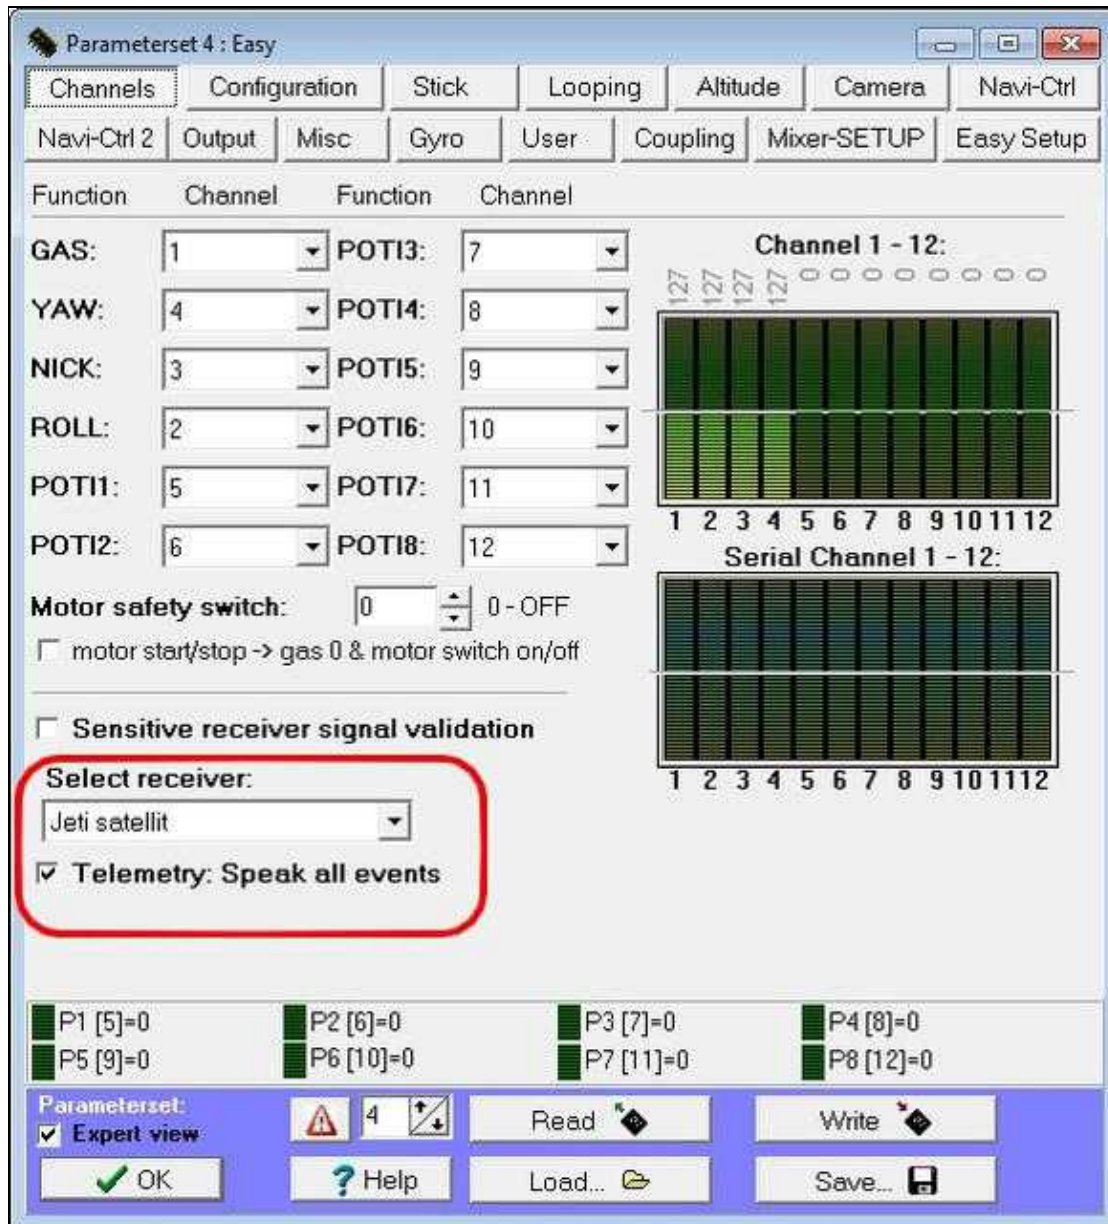 Parameterset 4 : Easy
Channels Configuration Stick Looping Altitude Camera Navi-Ctrl
Navi-Ctrl 2 Output Misc Gyro User Coupling Mixer-SETUP Easy Setup
Function Channel Function Channel
GAS: 1 POTI3: 7
YAW: 4 POTI4: 8
NICK: 3 POTI5: 9
ROLL: 2 POTI6: 10
POTI1: 5 POTI7: 11
POTI2: 6 POTI8: 12
Motor safety switch: 0 0 - OFF
motor start/stop -> gas 0 & motor switch on/off
Sensitive receiver signal validation
Select receiver:
Jeti satellit
Telemetry: Speak all events
Channel 1 - 12:
127 127 127 127 0 0 0 0 0 0 0 0
1 2 3 4 5 6 7 8 9 10 11 12
Serial Channel 1 - 12:
1 2 3 4 5 6 7 8 9 10 11 12
P1 [5]=0 P2 [6]=0 P3 [7]=0 P4 [8]=0
P5 [9]=0 P6 [10]=0 P7 [11]=0 P8 [12]=0
Parameterset:
Expert view 4 Read Write
OK Help Load... Save...